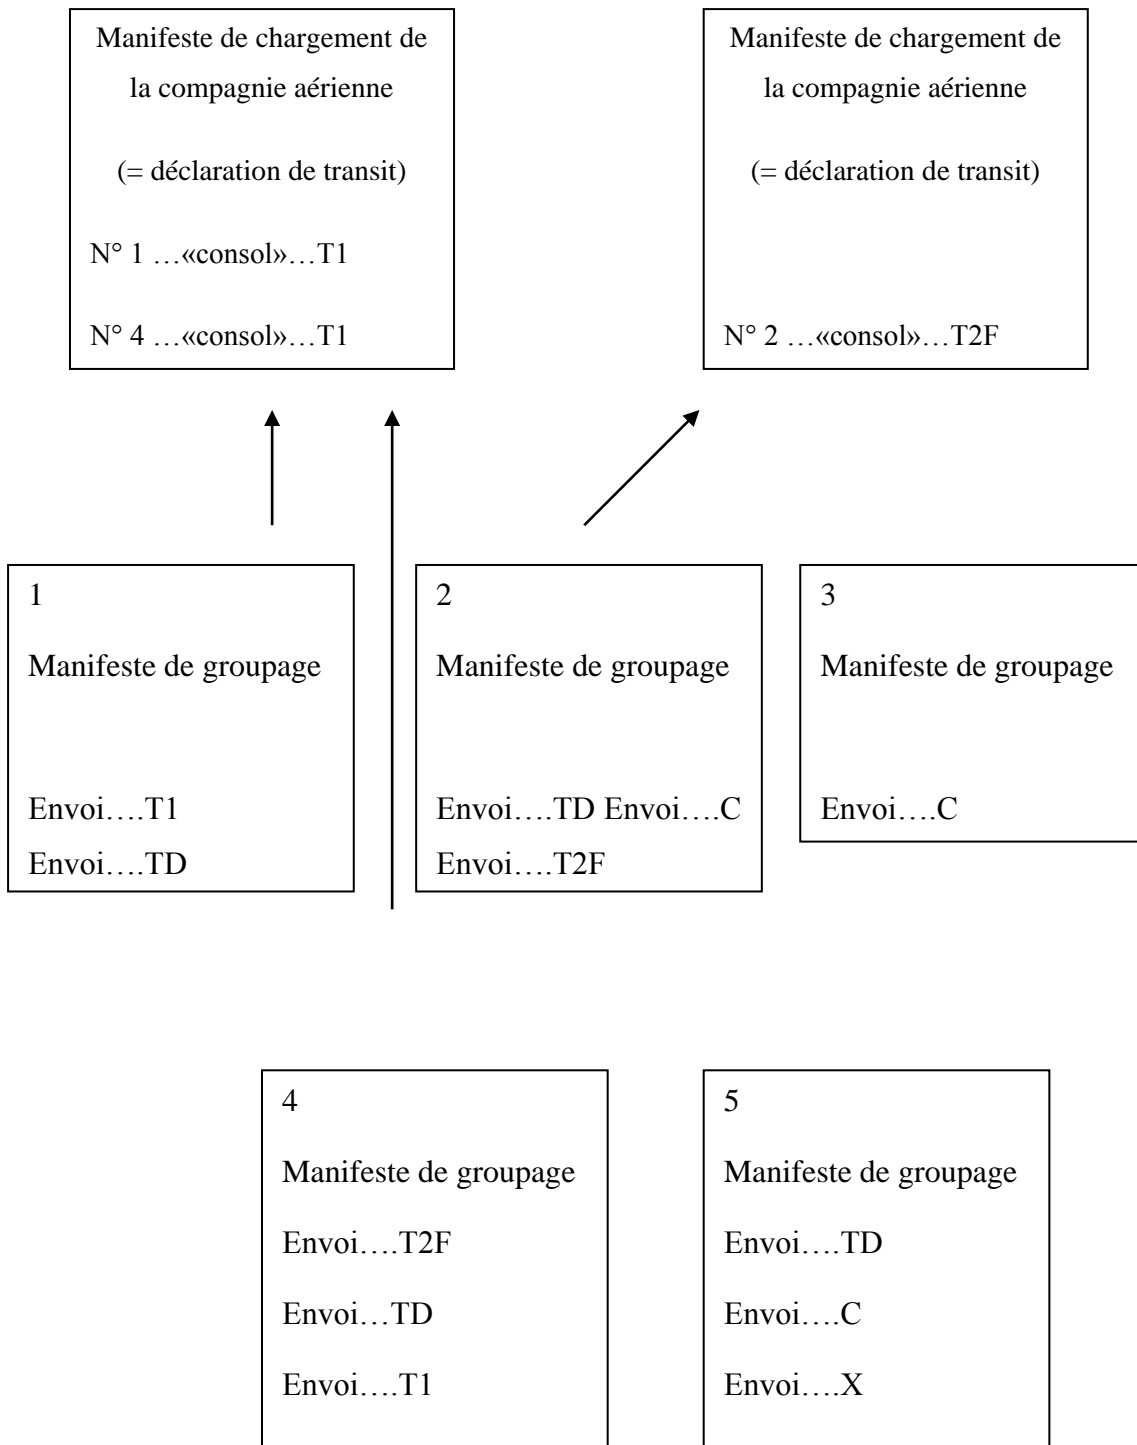 Manifeste de chargement de
la compagnie aérienne
(= déclaration de transit)
N° 1 …«consol»…T1
N° 4 …«consol»…T1
Manifeste de chargement de
la compagnie aérienne
(= déclaration de transit)
N° 2 …«consol»…T2F
1
Manifeste de groupage
Envoi….T1
Envoi….TD
2
Manifeste de groupage
Envoi….TD Envoi….C
Envoi….T2F
3
Manifeste de groupage
Envoi….C
4
Manifeste de groupage
Envoi….T2F
Envoi…TD
Envoi….T1
5
Manifeste de groupage
Envoi….TD
Envoi….C
Envoi….X